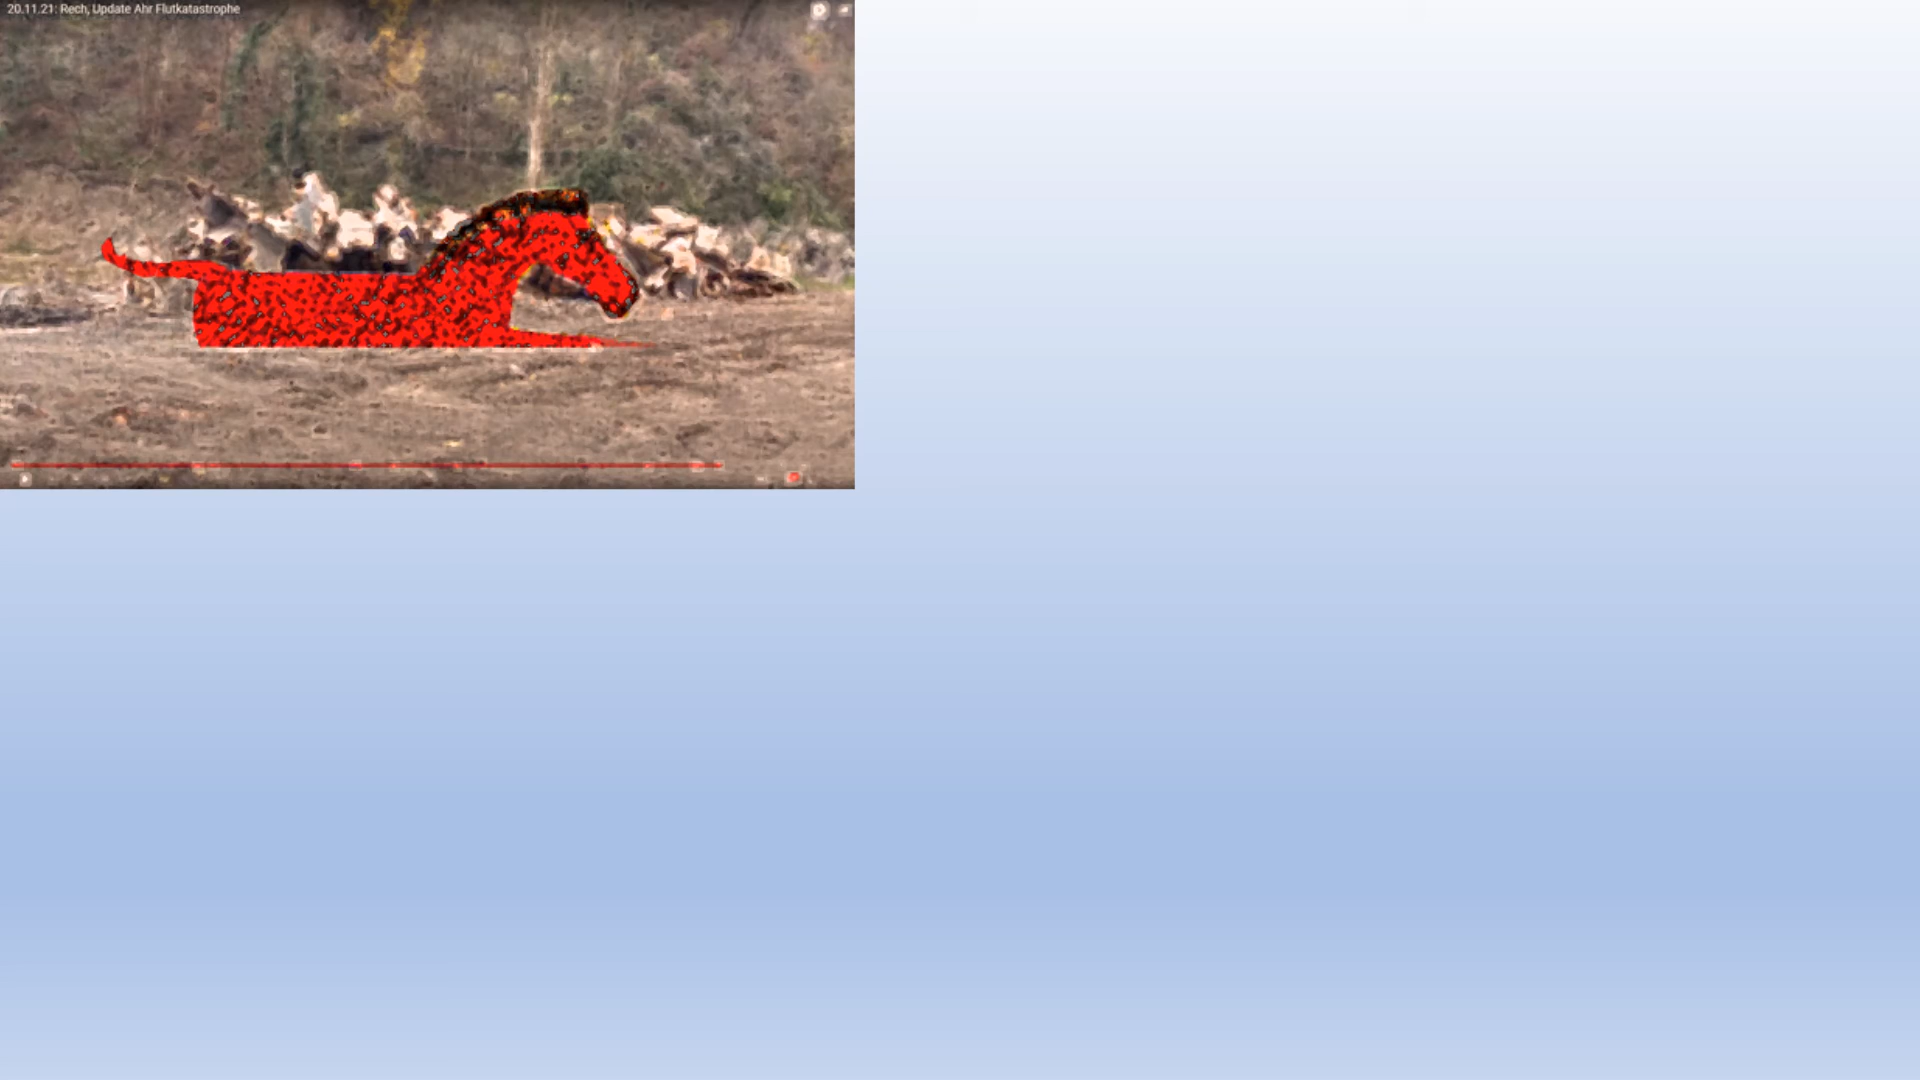 20.11.21: Rech, Update Ahr Flutkatastrophe